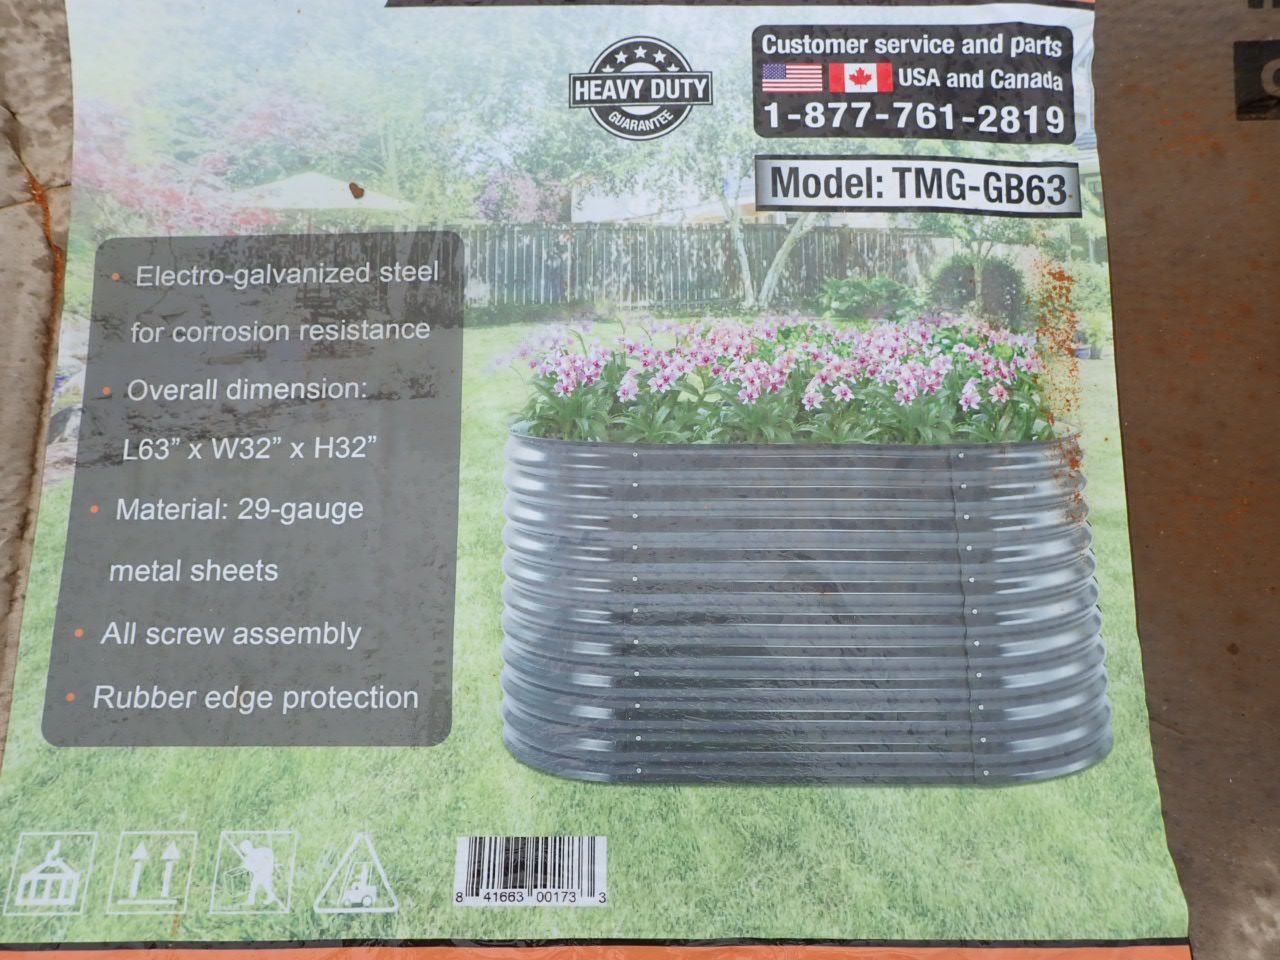 HEAVY DUTY
GUARANTEE
Customer service and parts
USA and Canada
1-877-761-2819
Model: TMG-GB63
• Electro-galvanized steel
for corrosion resistance
• Overall dimension:
L63” x W32” x H32”
• Material: 29-gauge
metal sheets
• All screw assembly
• Rubber edge protection
8 41663 00173 3